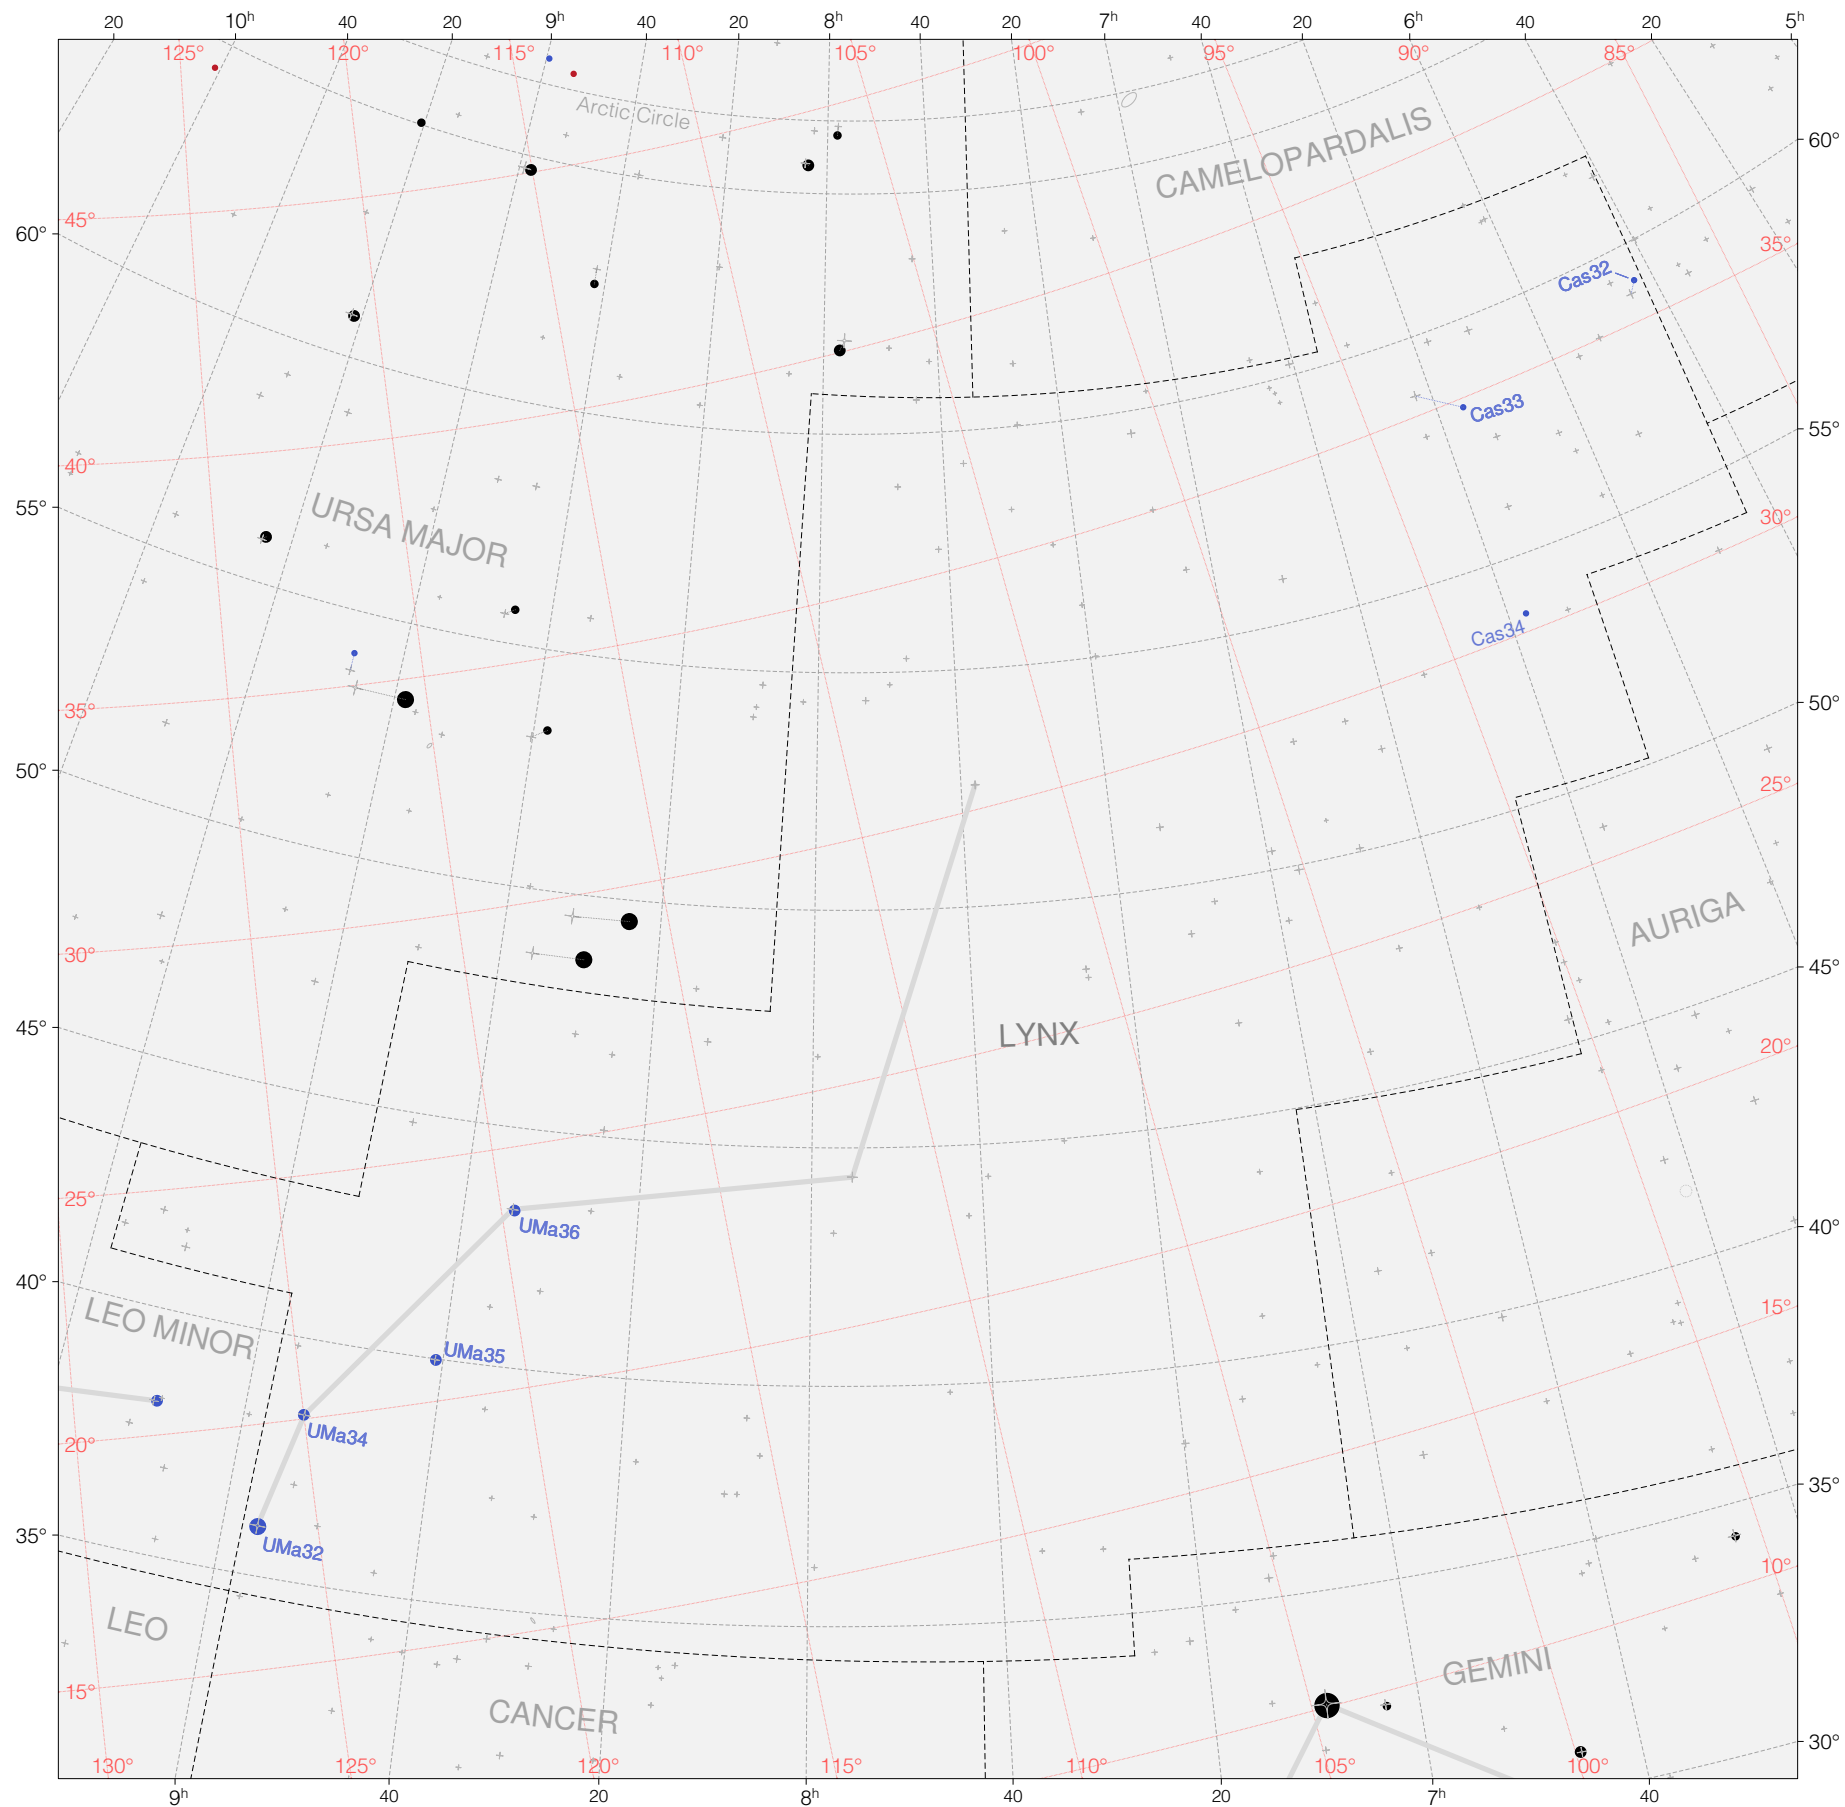 20 10h 40 20 9h 40 20 8h 40 20 7h 40 20 6h 40 20 5h
125° 120° 115° 110° 105° 100° 95° 90° 85°
Arctic Circle
CAMELOPARDALIS
60°
45°
60°
35°
Cas32
Cas33
55°
40°
55°
URSA MAJOR
30°
Cas34
50°
35°
50°
25°
AURIGA
30°
45°
45°
LYNX
20°
25°
UMa36
40°
40°
LEO MINOR
15°
UMa35
UMa34
20°
35°
35°
UMa32
10°
LEO
GEMINI
15°
CANCER
30°
130° 125° 120° 115° 110° 105° 100°
9h 40 20 8h 40 20 7h 40